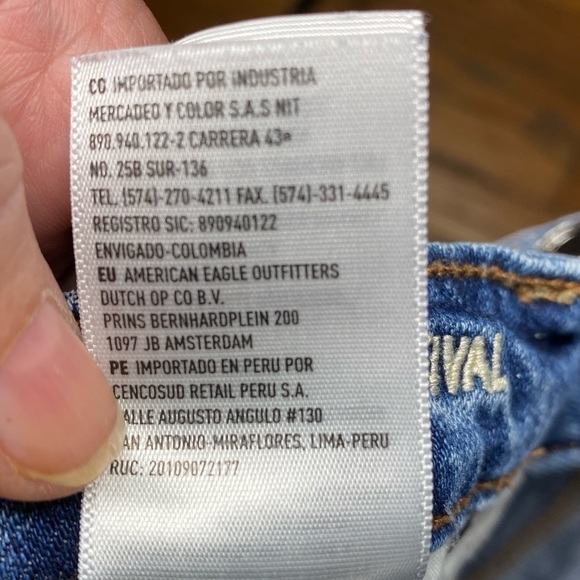 CO IMPORTADO POR INDUSTRIA
MERCADEO Y COLOR S.A.S NIT
890.940.122-2 CARRERA 43ª
NO. 25B SUR-136
TEL. (574)-270-4211 FAX. (574)-331-4445
REGISTRO SIC: 890940122
ENVIGADO-COLOMBIA
EU AMERICAN EAGLE OUTFITTERS
DUTCH OP CO B.V.
PRINS BERNHARDPLEIN 200
1097 JB AMSTERDAM
PE IMPORTADO EN PERU POR
CENCOSUD RETAIL PERU S.A.
ALLE AUGUSTO ANGULO #130
AN ANTONIO-MIRAFLORES, LIMA-PERU
RUC: 20109072177
IVAL